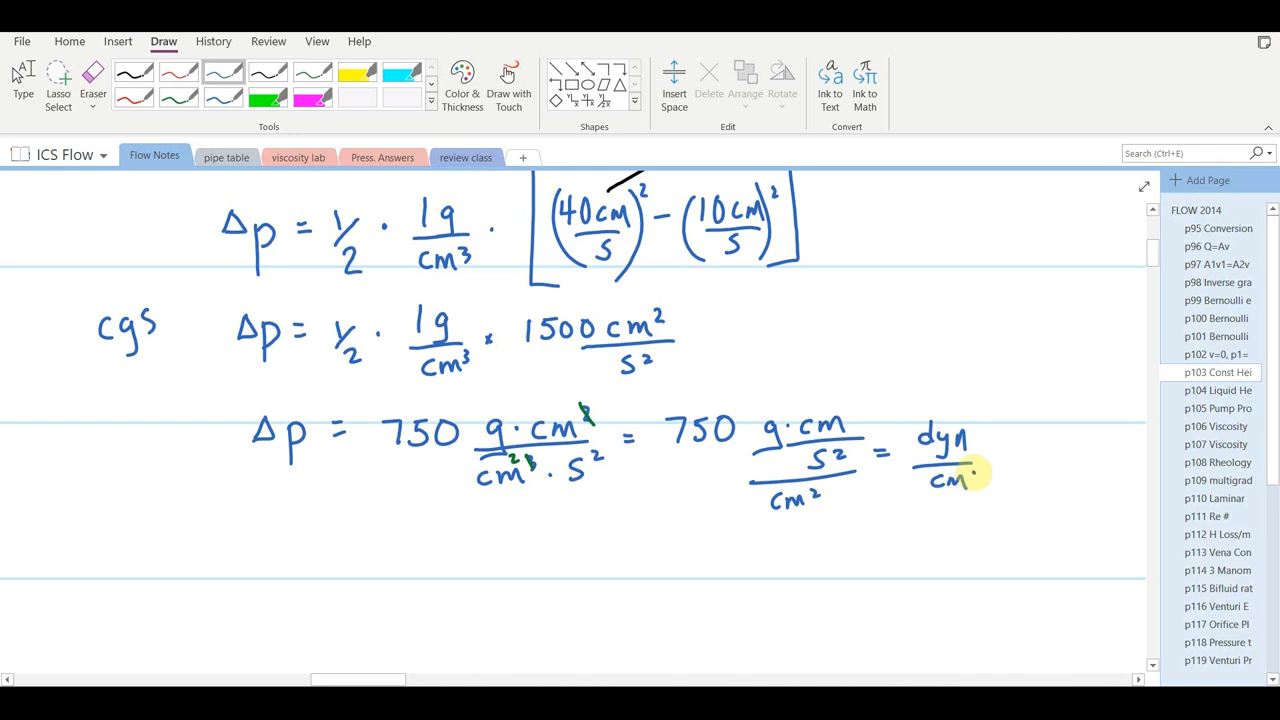 File Home Insert Draw History Review View Help
Type Lasso Select Eraser Color & Thickness Draw with Touch Insert Space Delete Arrange Rotate Ink to Text Ink to Math
Tools Shapes Edit Convert
ICS Flow Flow Notes pipe table viscosity lab Press. Answers review class + Search (Ctrl+E)
Δp = 1/2 · 1g/cm³ · [(40cm/s)² − (10cm/s)²]
cgs Δp = 1/2 · 1g/cm³ × 1500 cm²/s²
Δp = 750 g·cm²/cm³² · s² = 750 g·cm/s²/cm² = dyn/cm
+ Add Page
FLOW 2014
p95 Conversion
p96 Q=Av
p97 A1v1=A2v
p98 Inverse gra
p99 Bernoulli e
p100 Bernoulli
p101 Bernoulli
p102 v=0, p1=
p103 Const Hei
p104 Liquid He
p105 Pump Pro
p106 Viscosity
p107 Viscosity
p108 Rheology
p109 multigrad
p110 Laminar
p111 Re #
p112 H Loss/m
p113 Vena Con
p114 3 Manom
p115 Bifluid rat
p116 Venturi E
p117 Orifice Pl
p118 Pressure t
p119 Venturi Pr